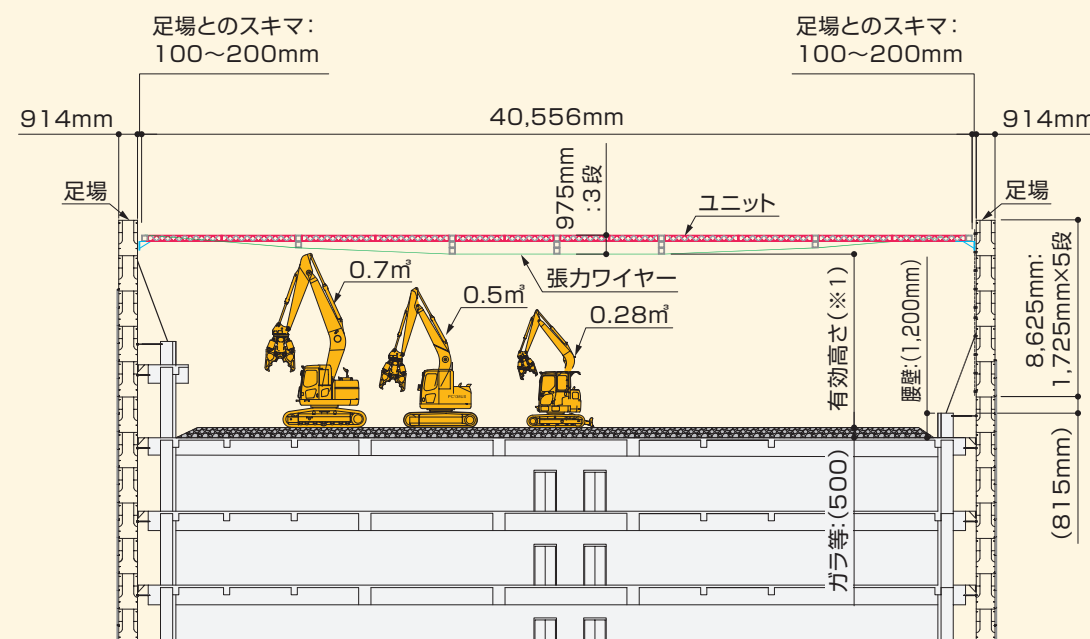 足場とのスキマ：
100〜200mm
足場とのスキマ：
100〜200mm
914mm
40,556mm
914mm
足場
975mm
:3段
ユニット
足場
0.7㎥
張力ワイヤー
0.5㎥
0.28㎥
有効高さ(※1)
腰壁:(1,200mm)
8,625mm:
1,725mm×5段
ガラ等:(500)
(815mm)